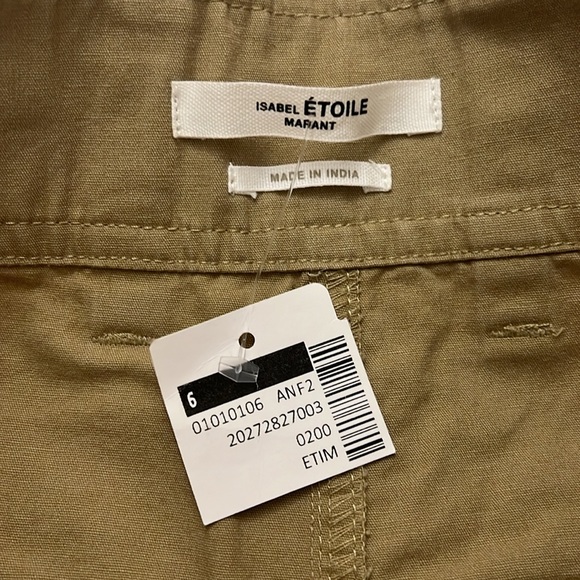 ISABEL ÉTOILE
MARANT
MADE IN INDIA
6
01010106 ANF2
20272827003
0200
ETIM